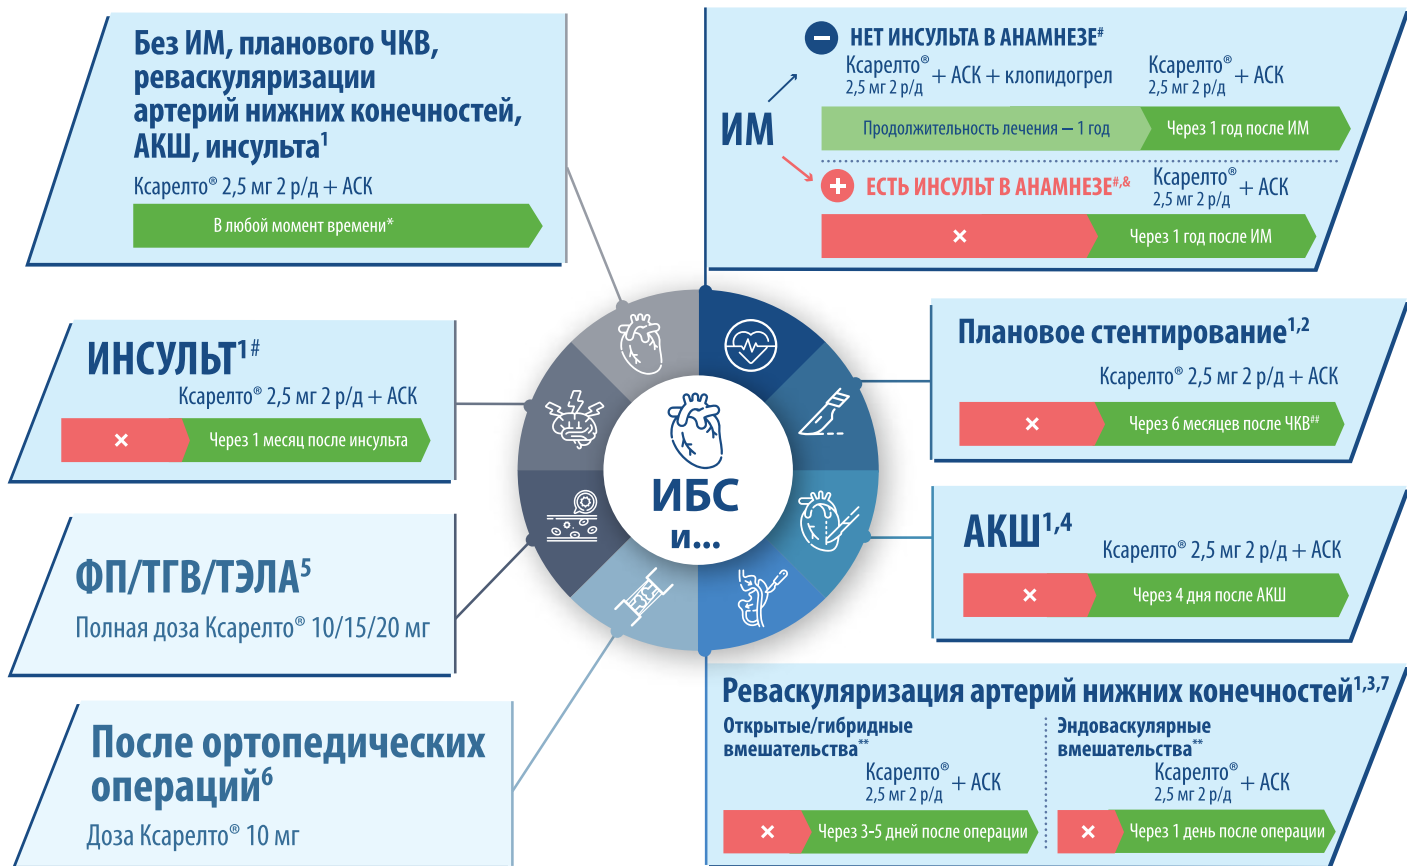 Без ИМ, планового ЧКВ,
реваскуляризации
артерий нижних конечностей,
АКШ, инсульта¹
Ксарелто® 2,5 мг 2 р/д + АСК
В любой момент времени*
ИМ
НЕТ ИНСУЛЬТА В АНАМНЕЗЕ#
Ксарелто® 2,5 мг 2 р/д + АСК + клопидогрел
Ксарелто® 2,5 мг 2 р/д + АСК
Продолжительность лечения – 1 год
Через 1 год после ИМ
ЕСТЬ ИНСУЛЬТ В АНАМНЕЗЕ#,&
Ксарелто® 2,5 мг 2 р/д + АСК
Через 1 год после ИМ
ИНСУЛЬТ¹#
Ксарелто® 2,5 мг 2 р/д + АСК
Через 1 месяц после инсульта
Плановое стентирование¹,²
Ксарелто® 2,5 мг 2 р/д + АСК
Через 6 месяцев после ЧКВ##
ИБС
и...
АКШ¹,⁴
Ксарелто® 2,5 мг 2 р/д + АСК
Через 4 дня после АКШ
ФП/ТГВ/ТЭЛА⁵
Полная доза Ксарелто® 10/15/20 мг
После ортопедических
операций⁶
Доза Ксарелто® 10 мг
Реваскуляризация артерий нижних конечностей¹,³,⁷
Открытые/гибридные
вмешательства**
Ксарелто® 2,5 мг 2 р/д + АСК
Через 3-5 дней после операции
Эндоваскулярные
вмешательства**
Ксарелто® 2,5 мг 2 р/д + АСК
Через 1 день после операции